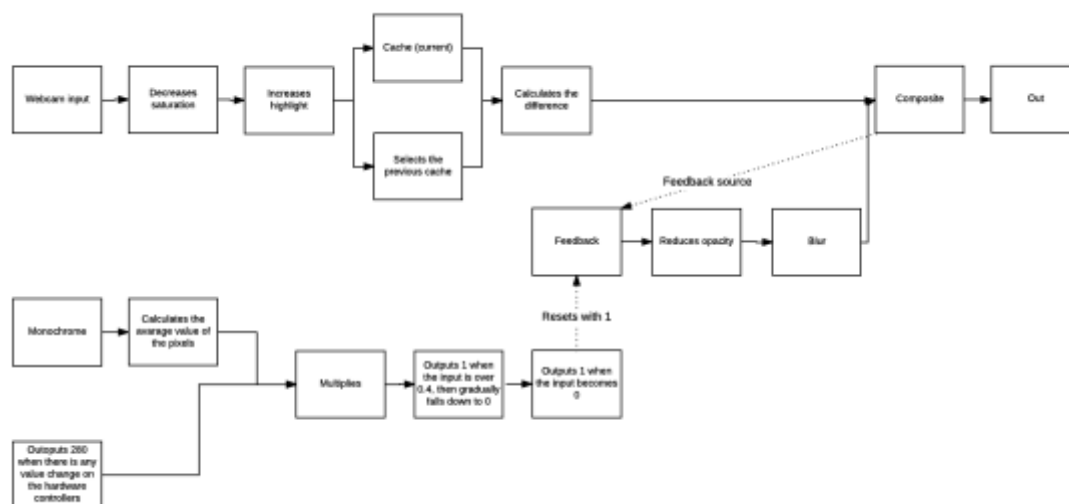 Cache (current)
Webcam input
Decreases
saturation
Increases
highlight
Calculates the
difference
Composite
Out
Selects the
previous cache
Feedback source
Feedback
Reduces opacity
Blur
Monochrome
Calculates the
avarage value of
the pixels
Resets with 1
Multiplies
Outputs 1 when
the input is over
0.4, then gradually
falls down to 0
Outputs 1 when
the input becomes
0
Outoputs 260
when there is any
value change on
the hardware
controllers